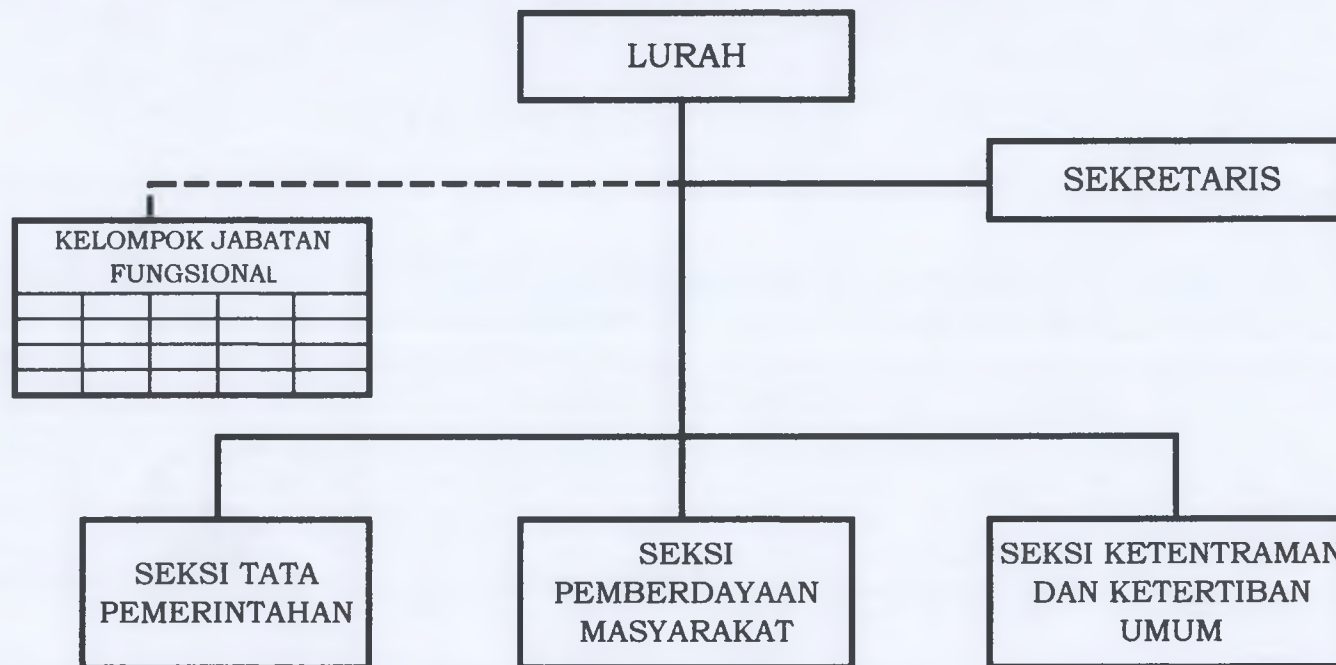 LURAH
SEKRETARIS
KELOMPOK JABATAN
FUNGSIONAL
SEKSI TATA
PEMERINTAHAN
SEKSI
PEMBERDAYAAN
MASYARAKAT
SEKSI KETENTRAMAN
DAN KETERTIBAN
UMUM